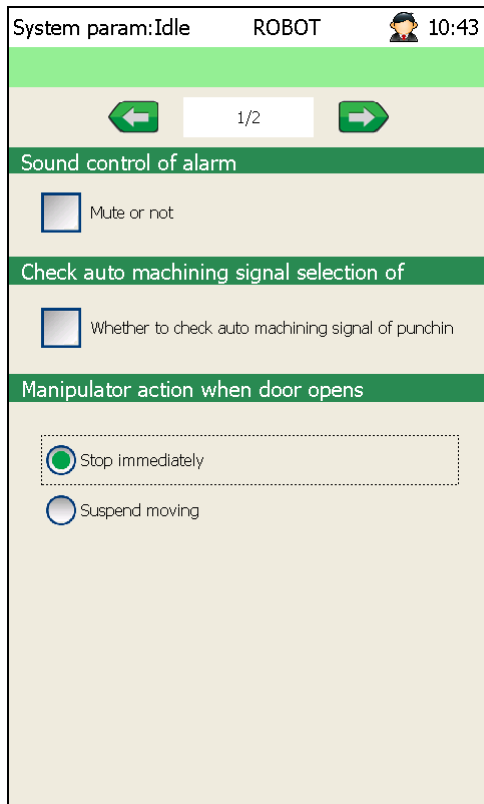 System param:Idle ROBOT 10:43
1/2
Sound control of alarm
Mute or not
Check auto machining signal selection of
Whether to check auto machining signal of punchin
Manipulator action when door opens
Stop immediately
Suspend moving